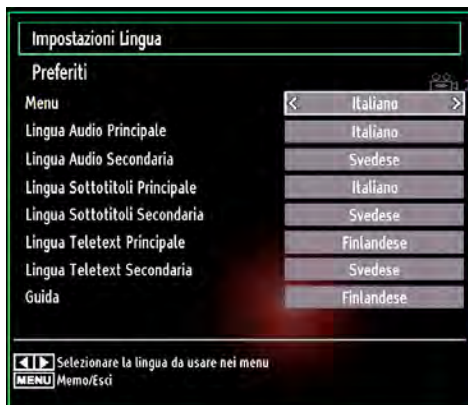 Impostazioni Lingua
Preferiti
Menu Italiano
Lingua Audio Principale Italiano
Lingua Audio Secondaria Svedese
Lingua Sottotitoli Principale Italiano
Lingua Sottotitoli Secondaria Svedese
Lingua Teletext Principale Finlandese
Lingua Teletext Secondaria Svedese
Guida Finlandese
Selezionare la lingua da usare nei menu
MENU Memo/Esci